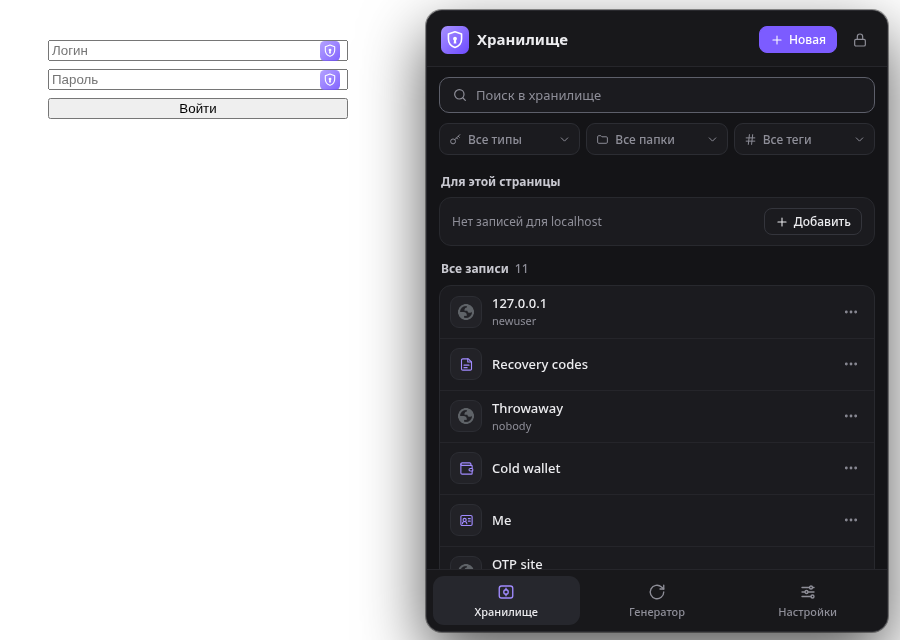 Логин
Пароль
Войти
Хранилище
Новая
Поиск в хранилище
Все типы
Все папки
Все теги
Для этой страницы
Нет записей для localhost
Добавить
Все записи 11
127.0.0.1
newuser
Recovery codes
Throwaway
nobody
Cold wallet
Me
OTP site
Хранилище
Генератор
Настройки